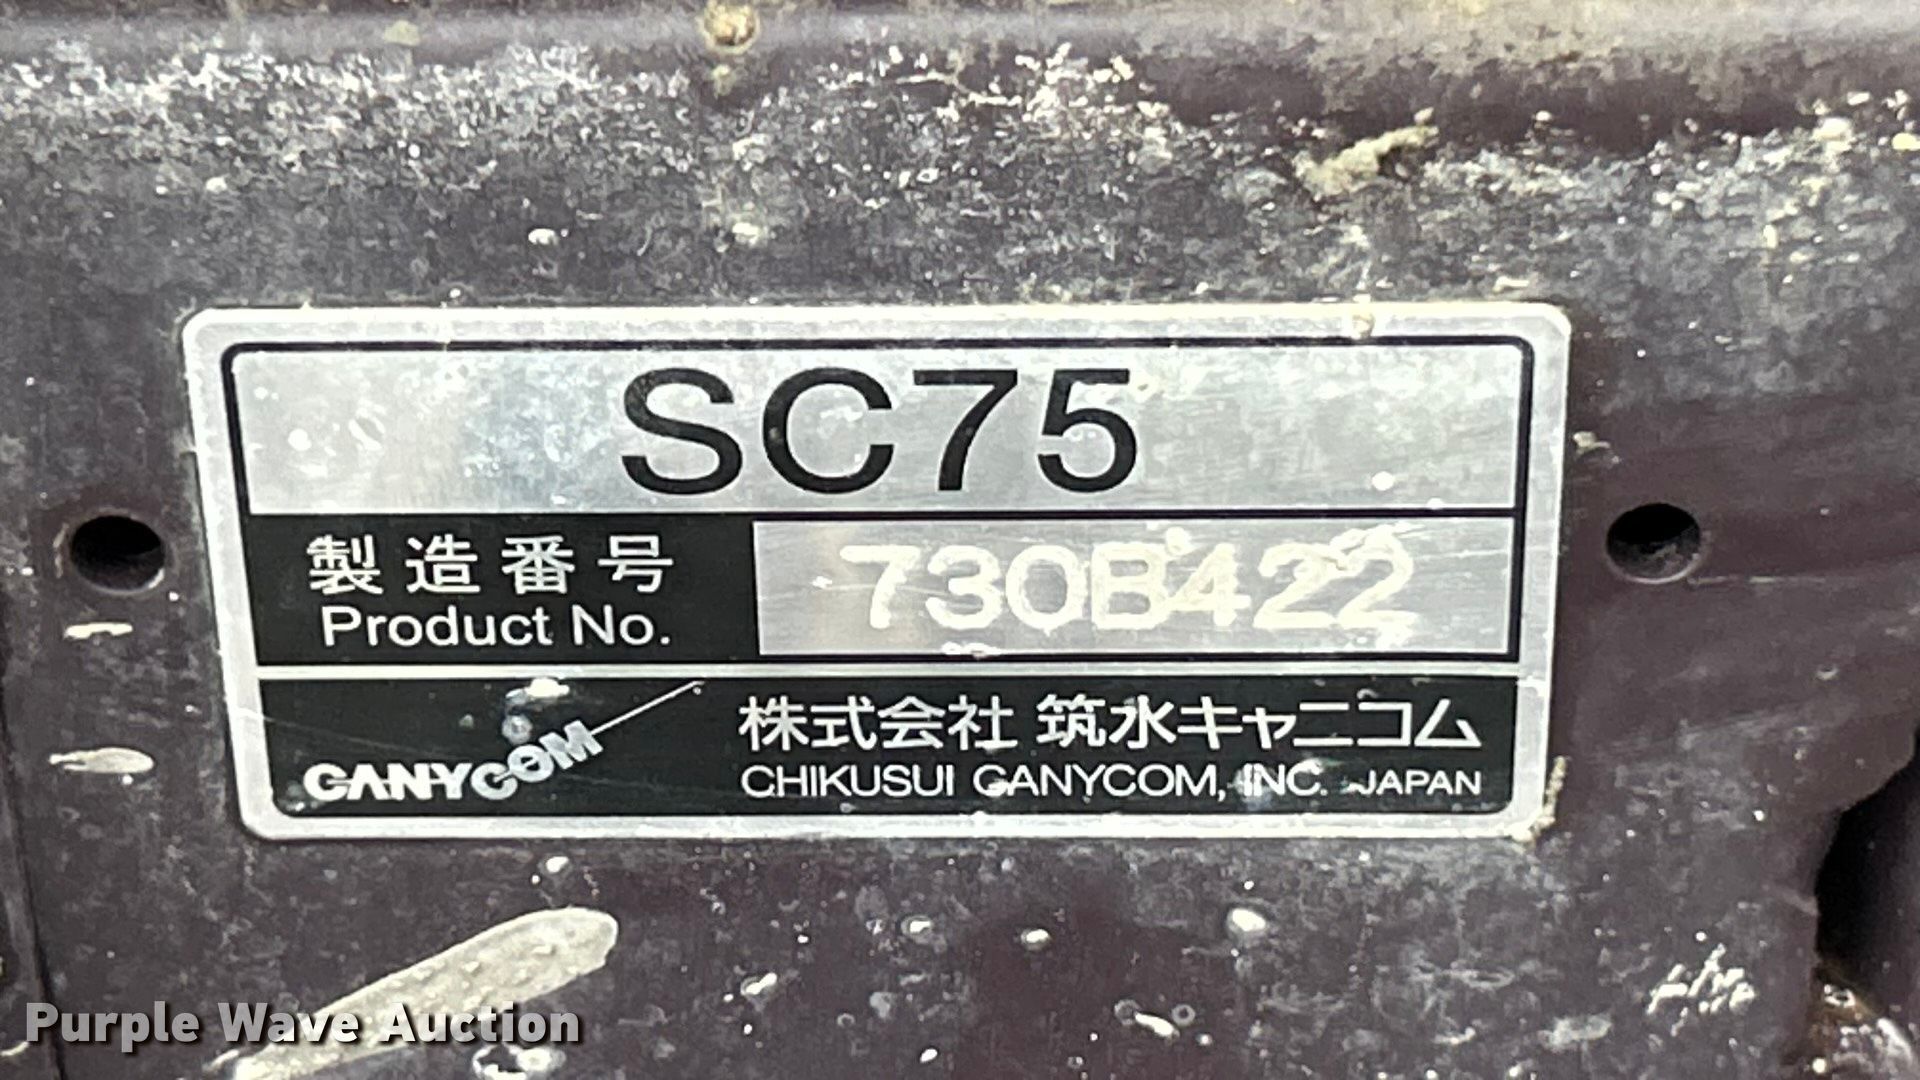 SC75
製造番号
Product No.
730B422
CANYCOM
株式会社 筑水キャニコム
CHIKUSUI CANYCOM, INC. JAPAN
Purple Wave Auction